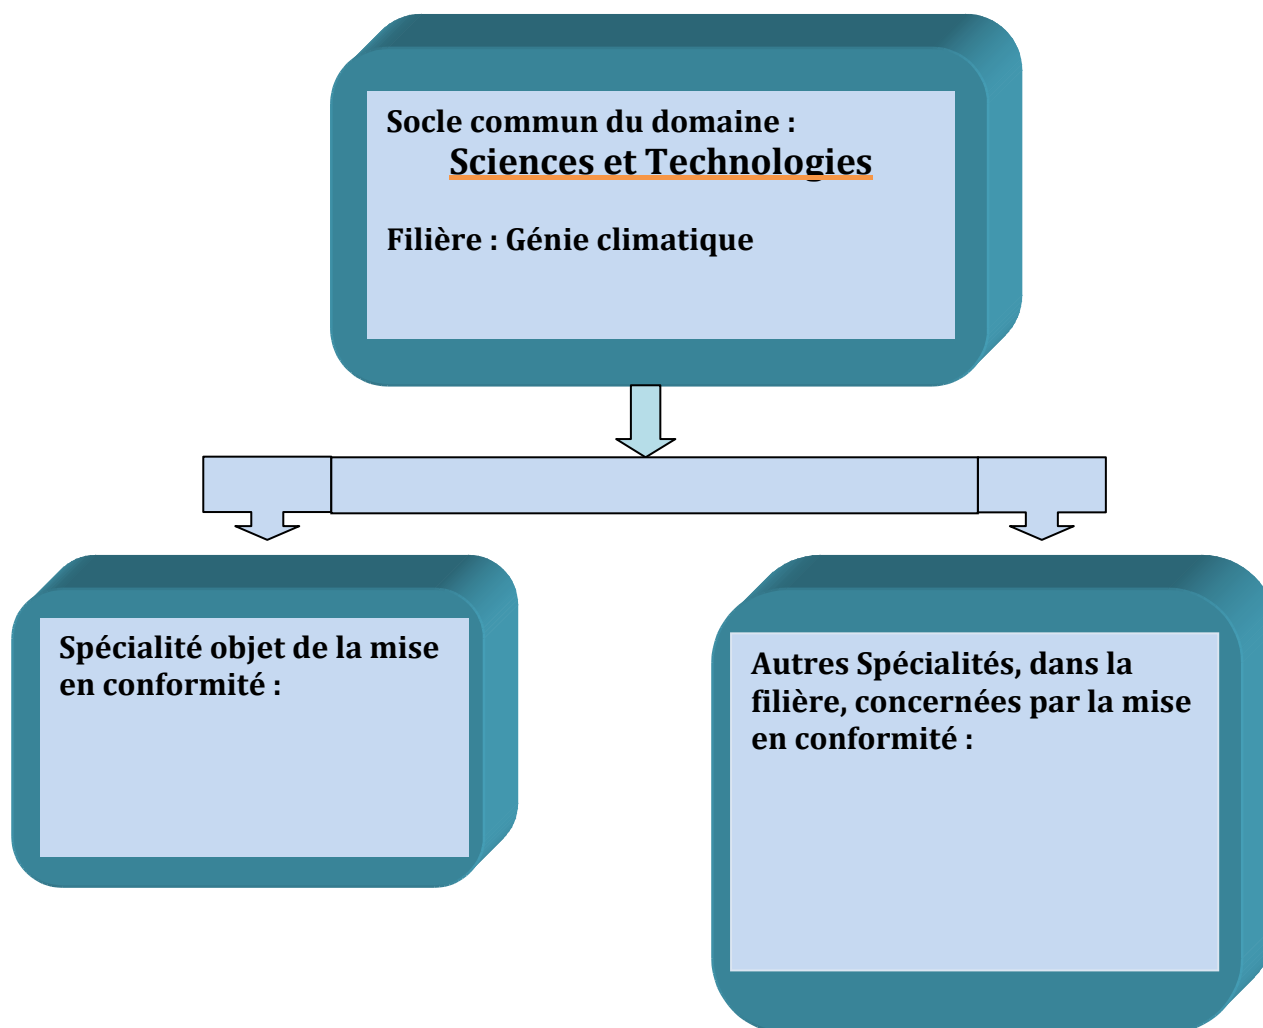 Socle commun du domaine :
Sciences et Technologies
Filière : Génie climatique
Spécialité objet de la mise
en conformité :
Autres Spécialités, dans la
filière, concernées par la mise
en conformité :